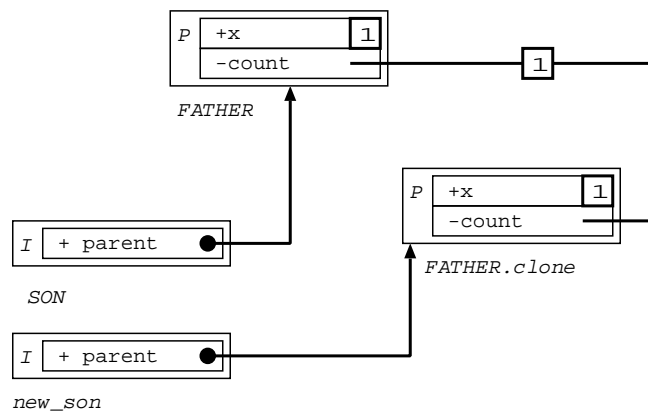 P +x 1
-count 1
FATHER
P +x 1
-count
I + parent
FATHER.clone
SON
I + parent
new_son